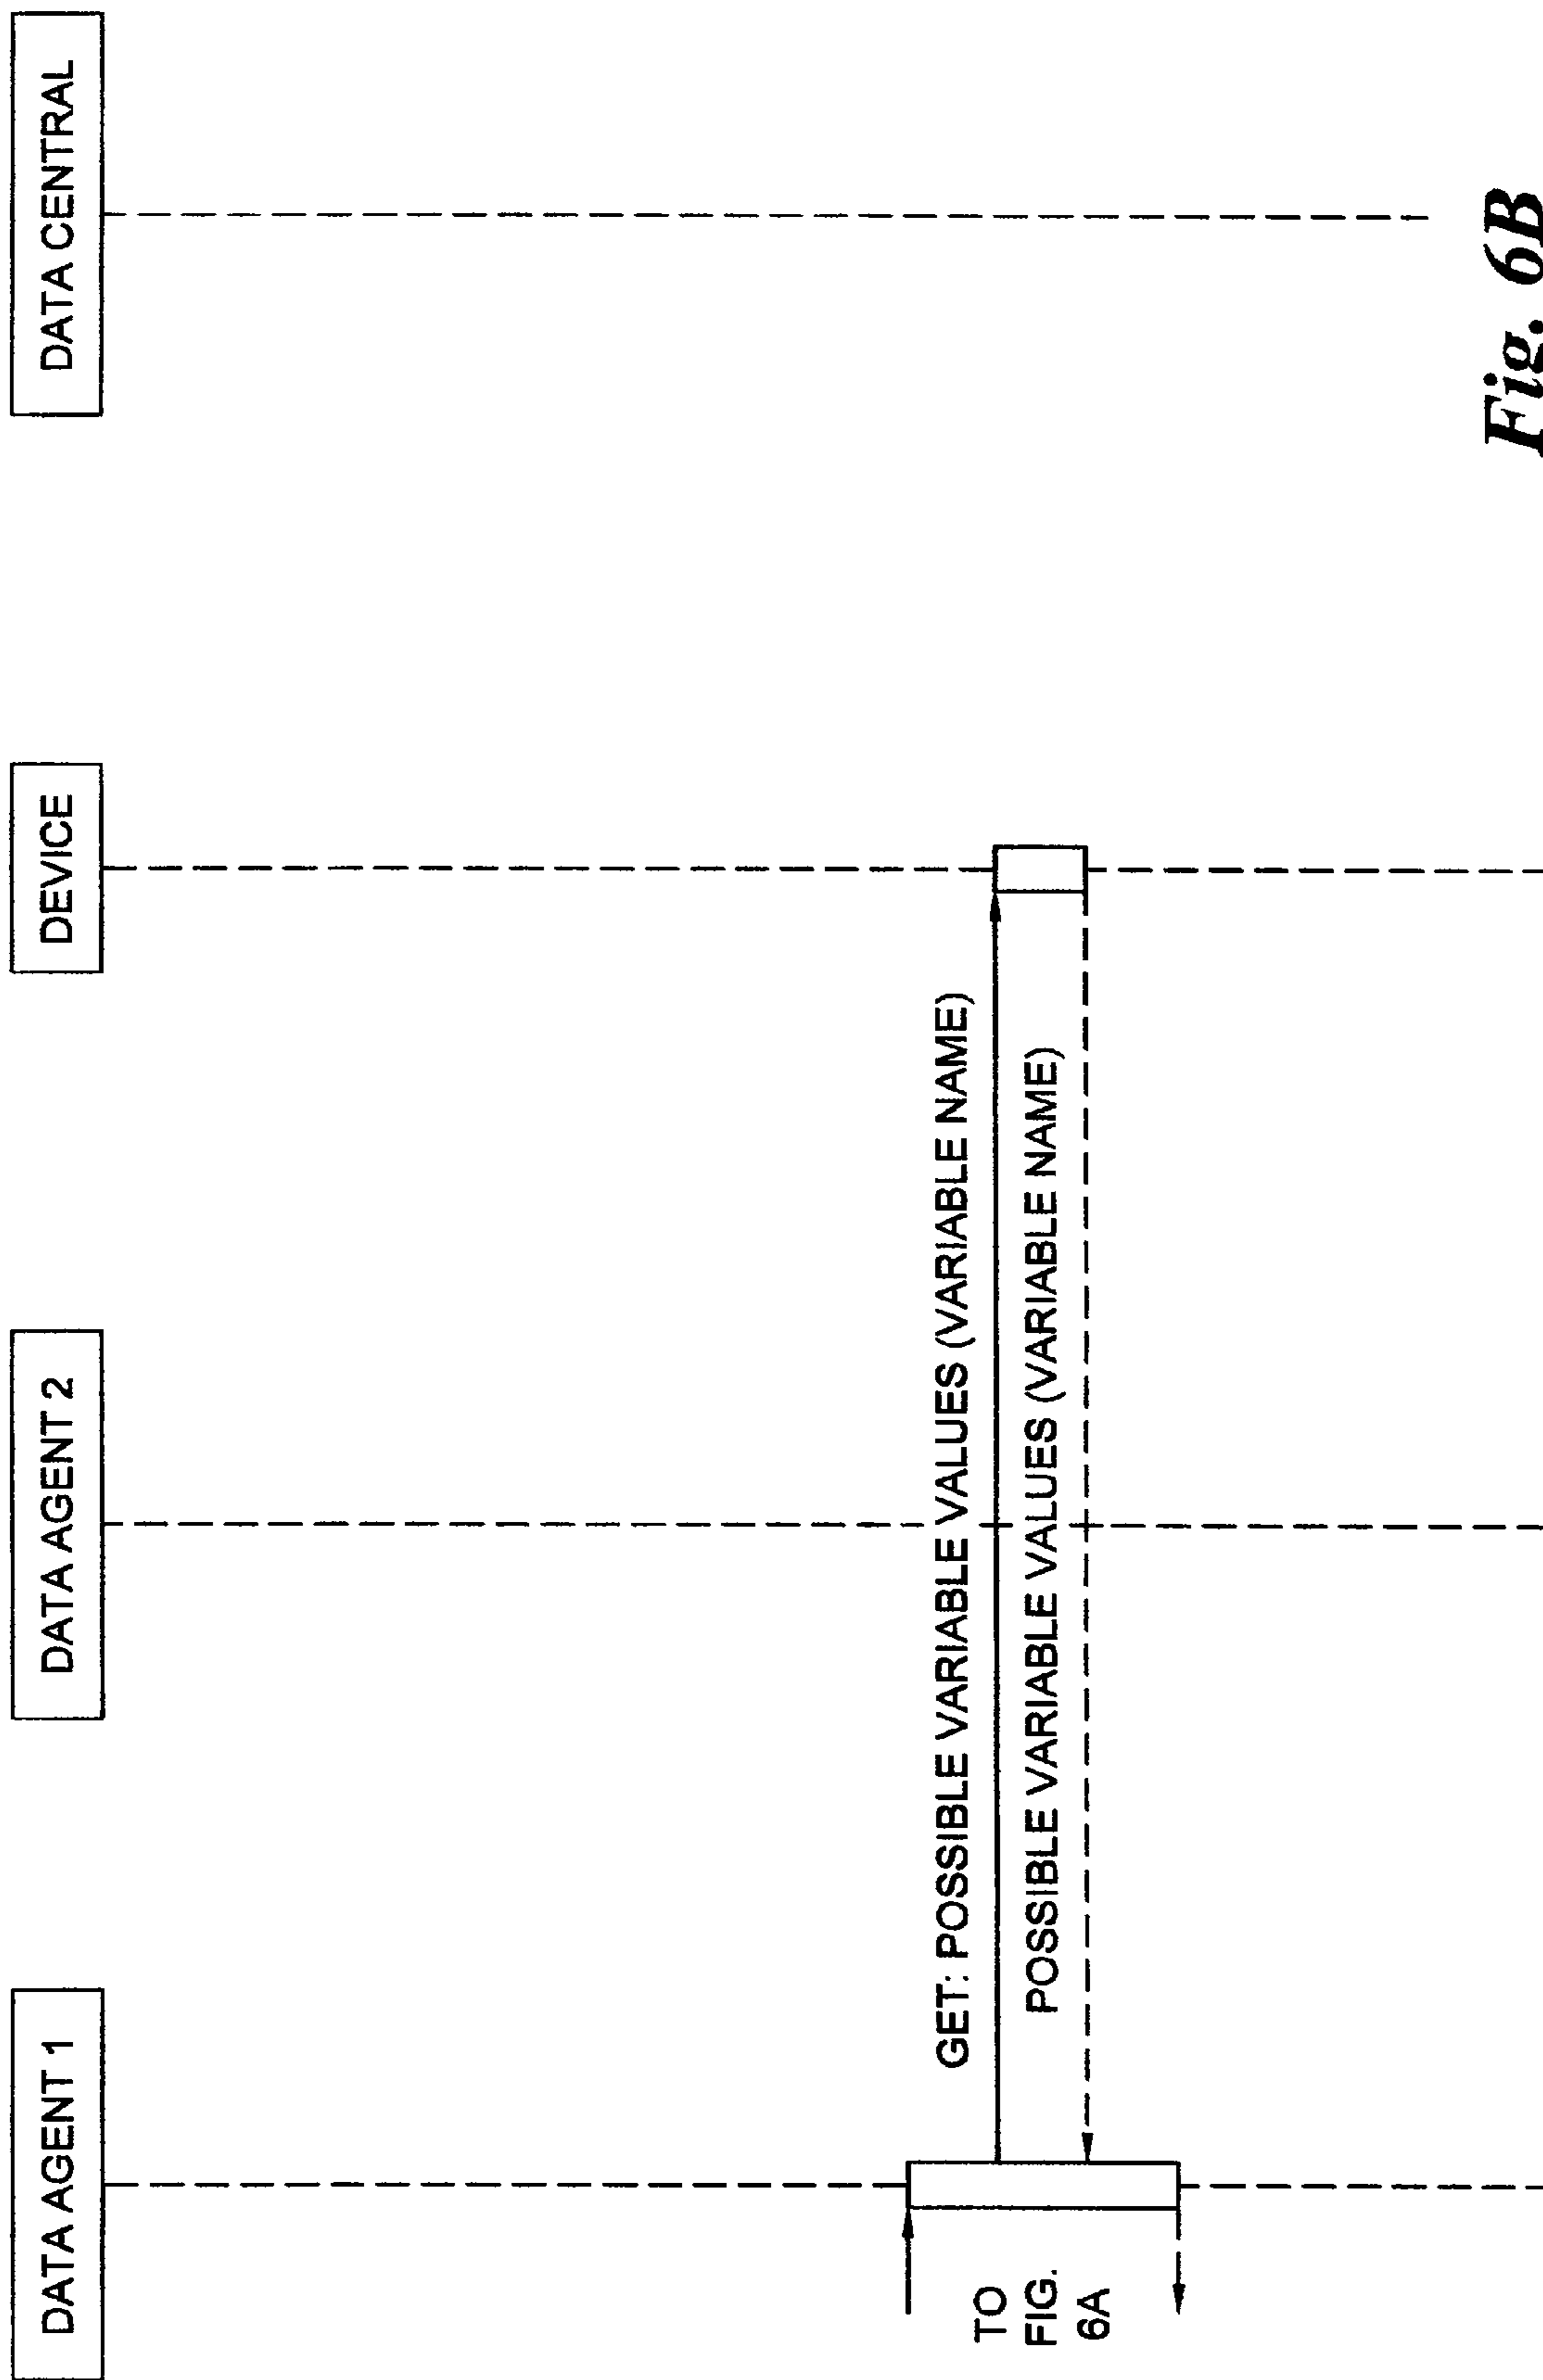 DATA AGENT 1
DATA AGENT 2
DEVICE
DATA CENTRAL
GET: POSSIBLE VARIABLE VALUES (VARIABLE NAME)
TO
FIG.
6A
POSSIBLE VARIABLE VALUES (VARIABLE NAME)
Fig. 6B